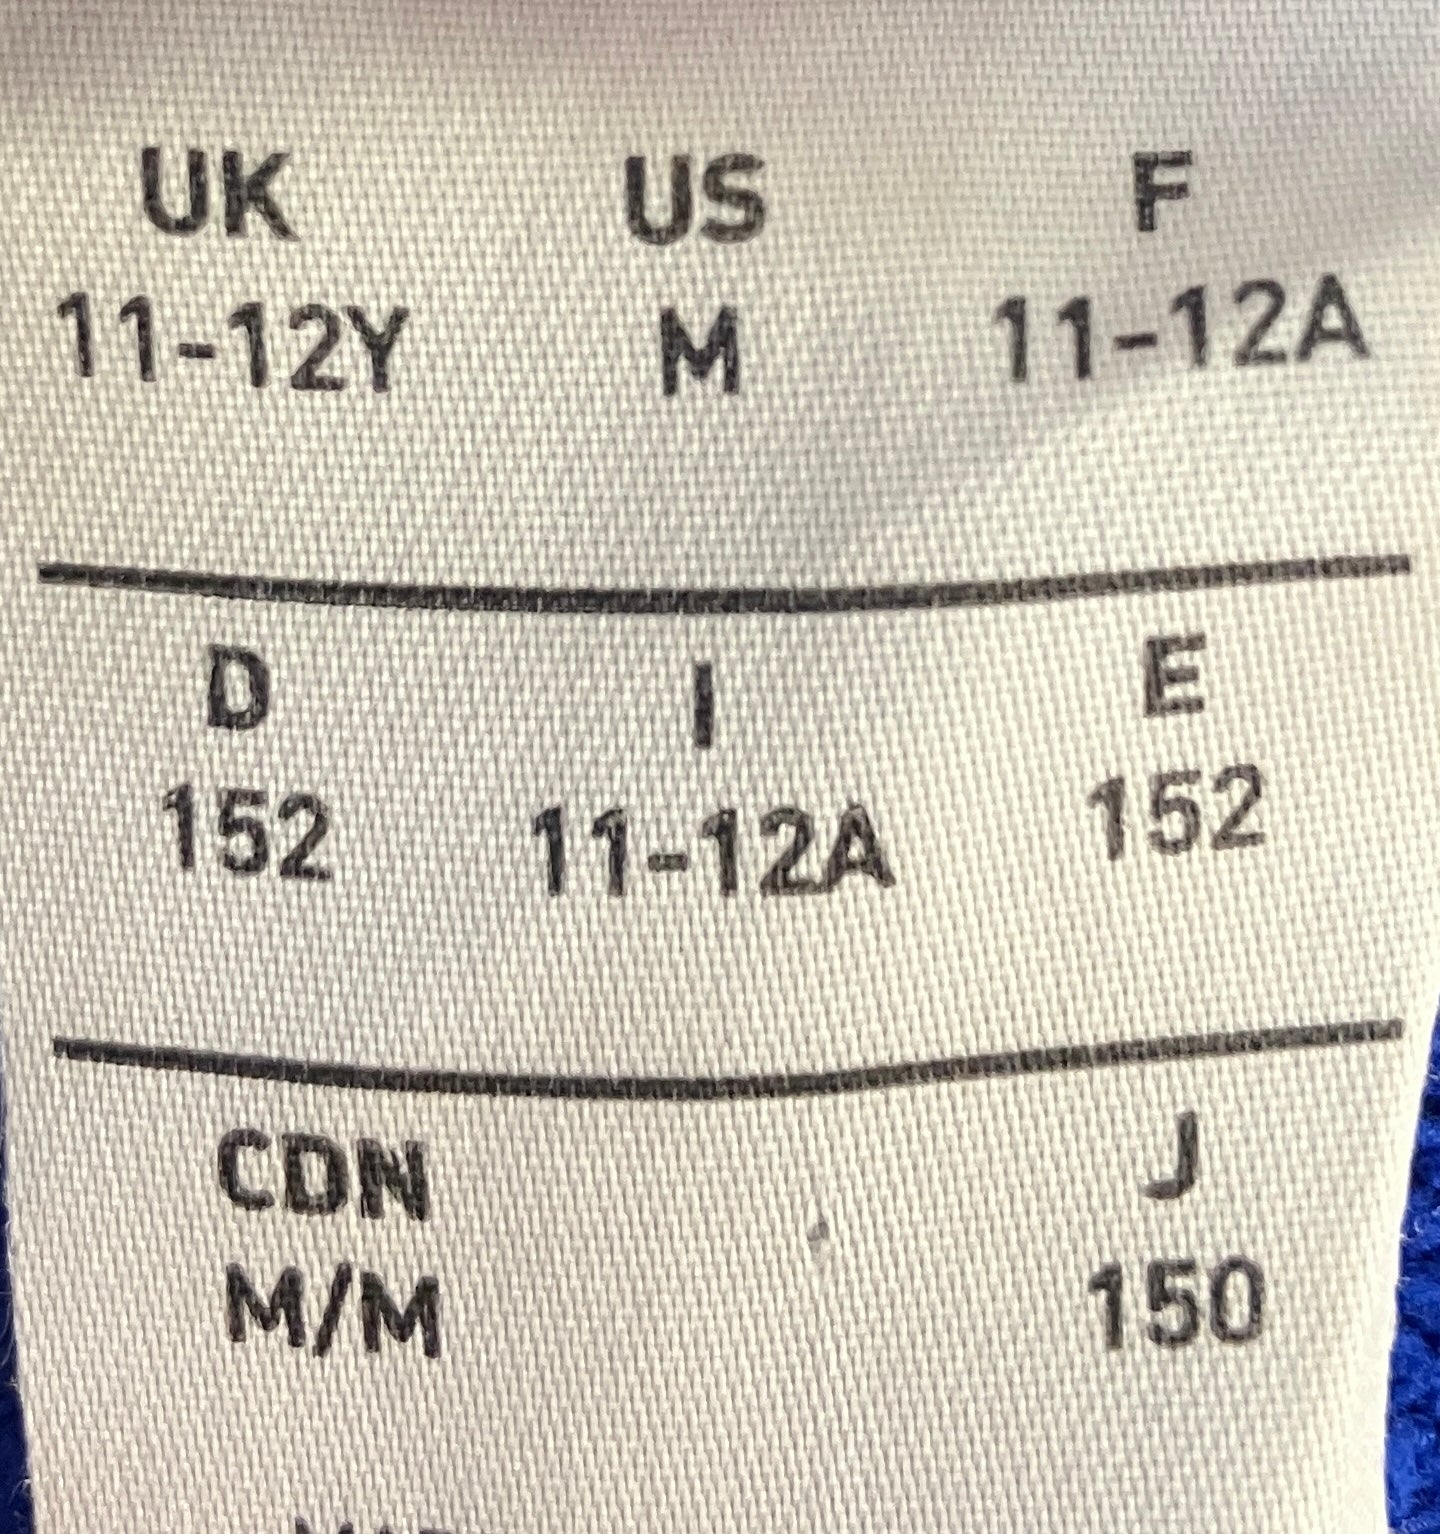 UK US F
11-12Y M 11-12A
D I E
152 11-12A 152
CDN J
M/M 150